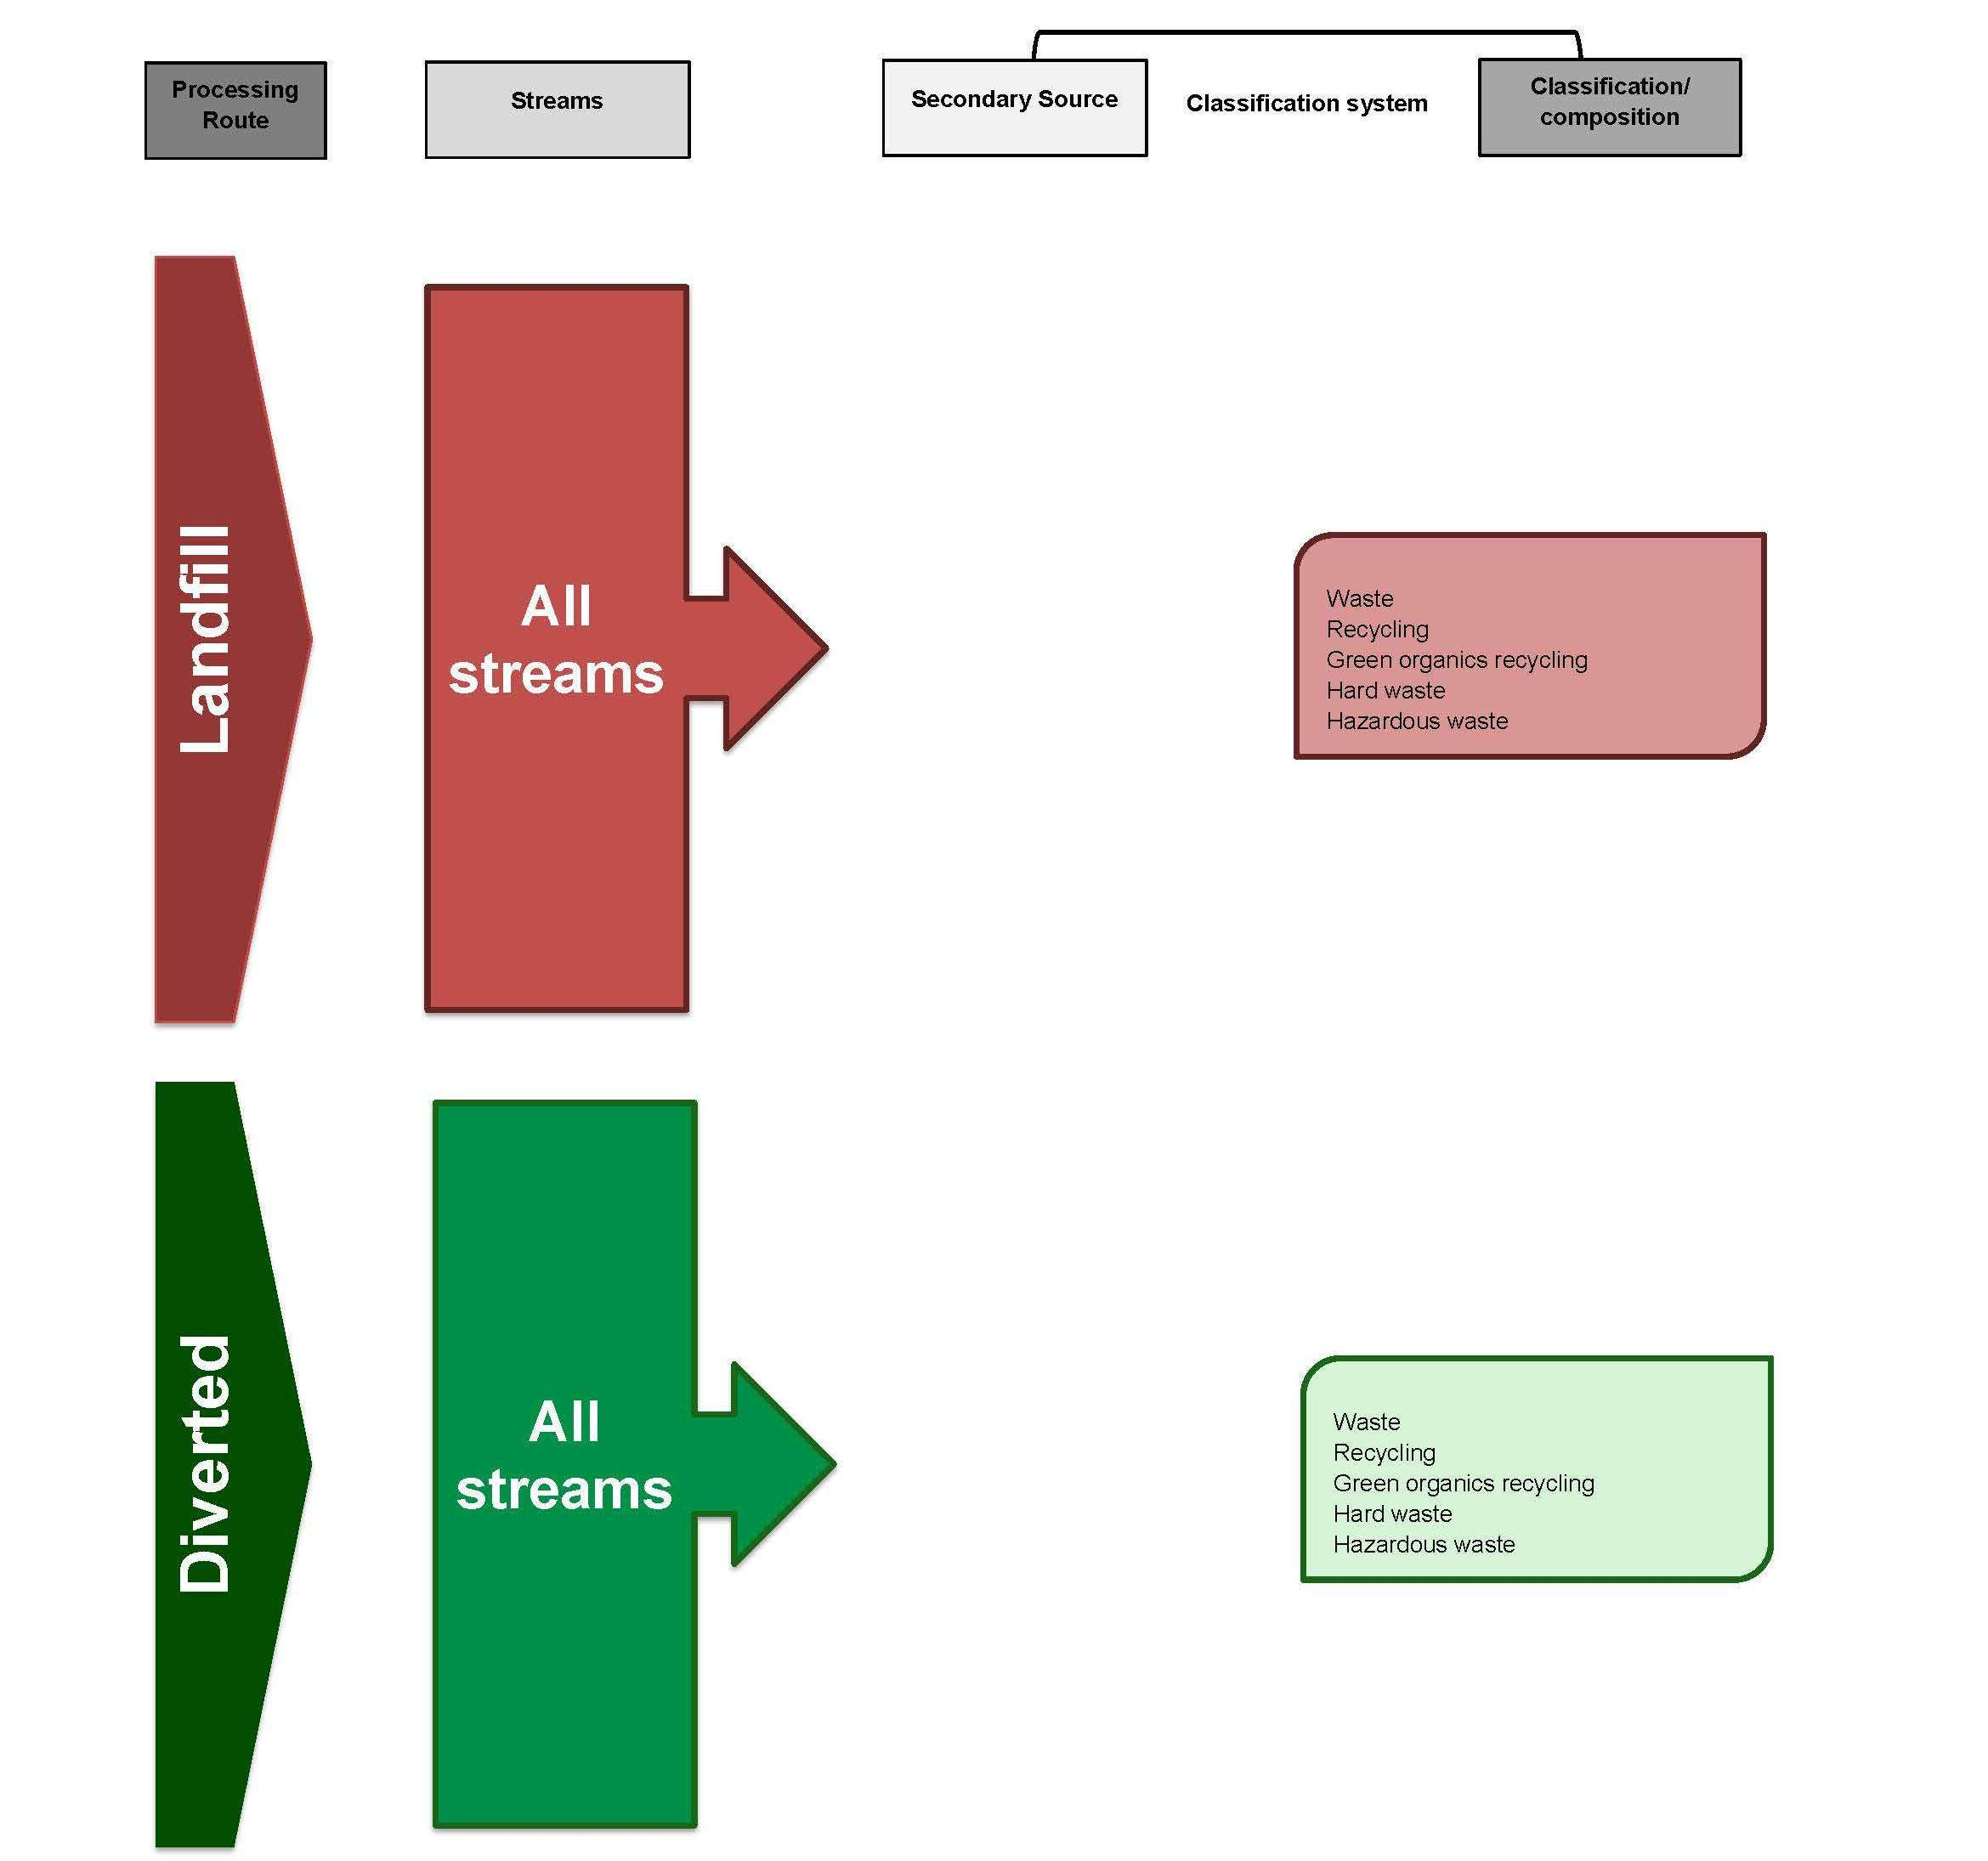 Processing
Route
Streams
Secondary Source
Classification system
Classification/
composition
Landfill
All
streams
Waste
Recycling
Green organics recycling
Hard waste
Hazardous waste
Diverted
All
streams
Waste
Recycling
Green organics recycling
Hard waste
Hazardous waste